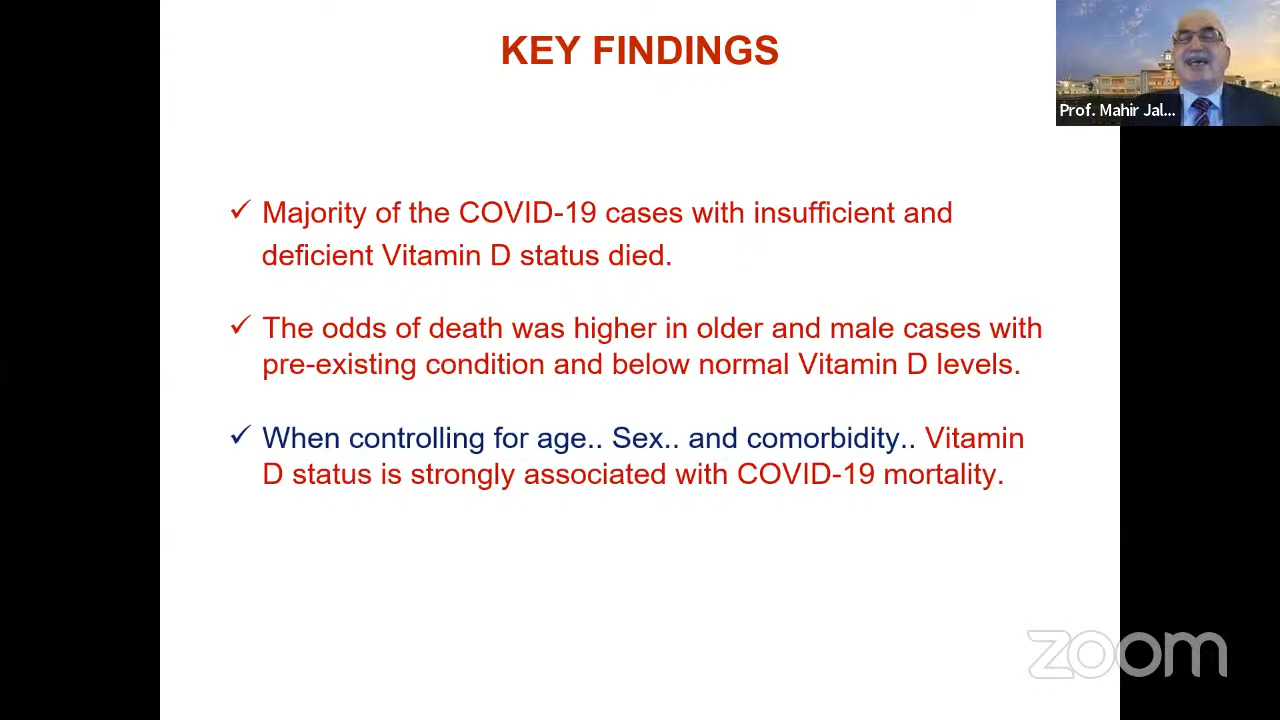 KEY FINDINGS
Prof. Mahir Jal...
✓ Majority of the COVID-19 cases with insufficient and
deficient Vitamin D status died.
✓ The odds of death was higher in older and male cases with
pre-existing condition and below normal Vitamin D levels.
✓ When controlling for age.. Sex.. and comorbidity.. Vitamin
D status is strongly associated with COVID-19 mortality.
zoom